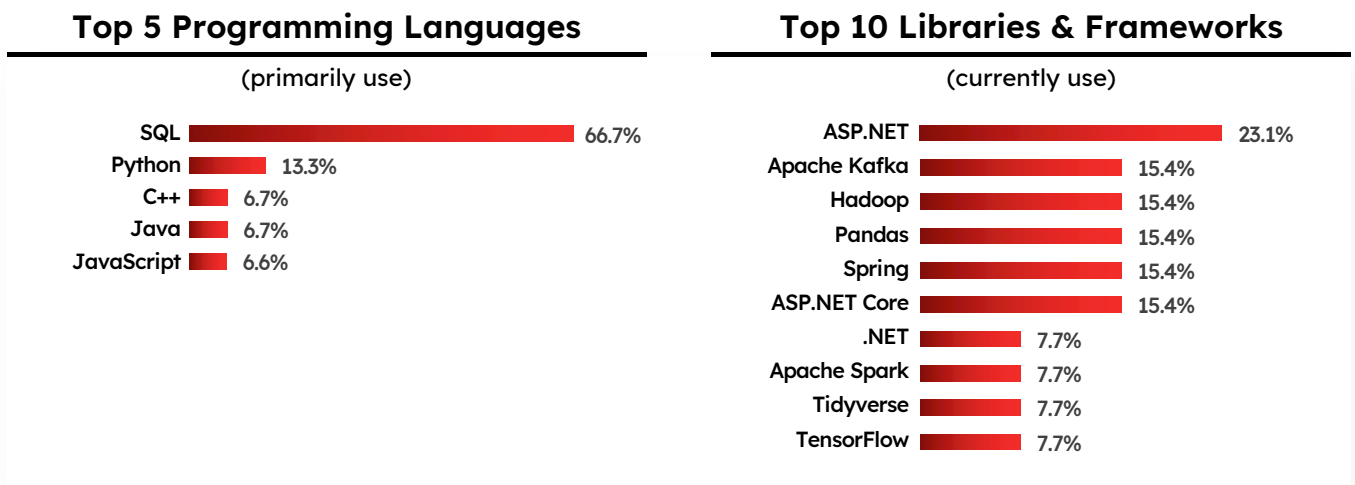 Top 5 Programming Languages
(primarily use)
SQL 66.7%
Python 13.3%
C++ 6.7%
Java 6.7%
JavaScript 6.6%
Top 10 Libraries & Frameworks
(currently use)
ASP.NET 23.1%
Apache Kafka 15.4%
Hadoop 15.4%
Pandas 15.4%
Spring 15.4%
ASP.NET Core 15.4%
.NET 7.7%
Apache Spark 7.7%
Tidyverse 7.7%
TensorFlow 7.7%